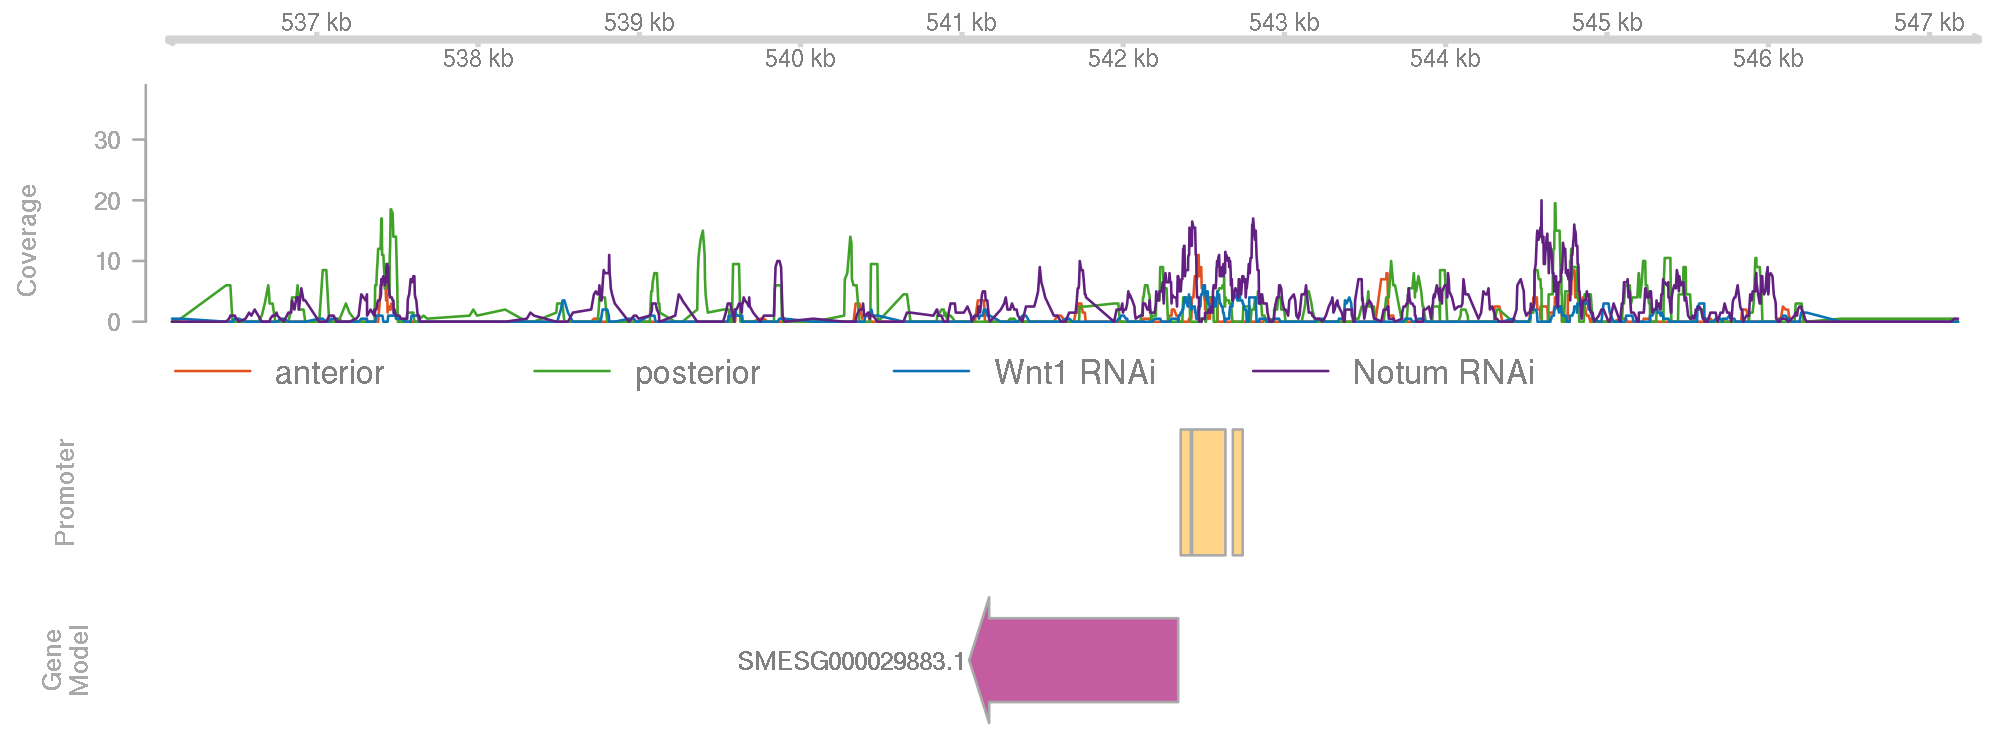 537 kb 539 kb 541 kb 543 kb 545 kb 547 kb
538 kb 540 kb 542 kb 544 kb 546 kb
Coverage
30
20
10
0
anterior posterior Wnt1 RNAi Notum RNAi
Promoter
Gene
Model
SMESG000029883.1